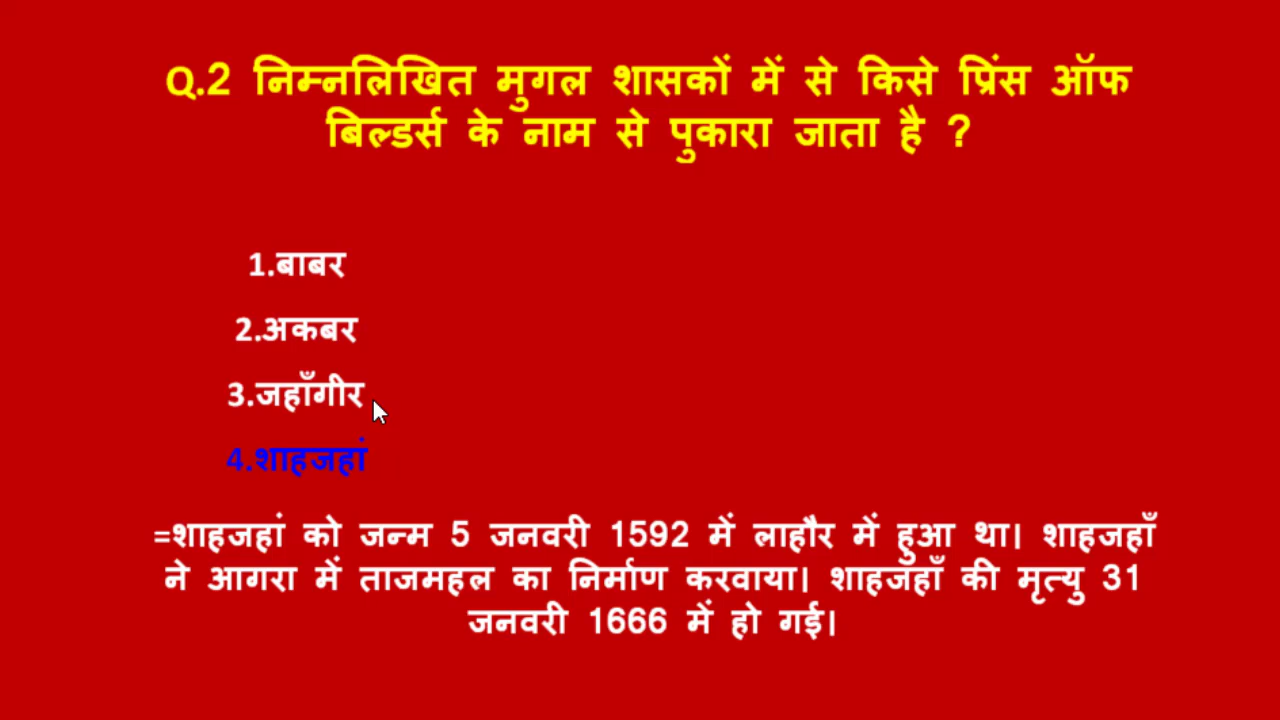 Q.2 निम्नलिखित मुगल शासकों में से किसे प्रिंस ऑफ
बिल्डर्स के नाम से पुकारा जाता है ?
1.बाबर
2.अकबर
3.जहाँगीर
4.शाहजहां
=शाहजहां को जन्म 5 जनवरी 1592 में लाहौर में हुआ था। शाहजहाँ
ने आगरा में ताजमहल का निर्माण करवाया। शाहजहाँ की मृत्यु 31
जनवरी 1666 में हो गई।